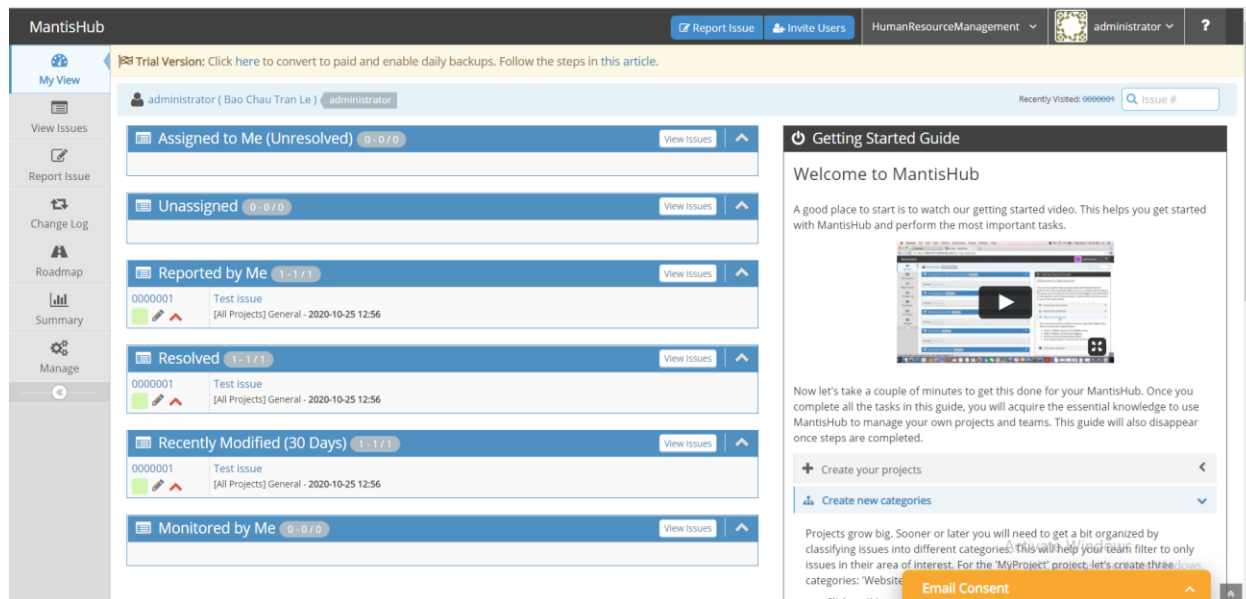 MantisHub
Report Issue
Invite Users
HumanResourceManagement
administrator
?
My View
View Issues
Report Issue
Change Log
Roadmap
Summary
Manage
Trial Version: Click here to convert to paid and enable daily backups. Follow the steps in this article.
administrator ( Bao Chau Tran Le ) administrator
Recently Visited: 0000001
Issue #
Assigned to Me (Unresolved) 0 - 0 / 0
View Issues
Unassigned 0 - 0 / 0
View Issues
Reported by Me 1 - 1 / 1
View Issues
0000001
Test issue
[All Projects] General - 2020-10-25 12:56
Resolved 1 - 1 / 1
View Issues
0000001
Test issue
[All Projects] General - 2020-10-25 12:56
Recently Modified (30 Days) 1 - 1 / 1
View Issues
0000001
Test issue
[All Projects] General - 2020-10-25 12:56
Monitored by Me 0 - 0 / 0
View Issues
Getting Started Guide
Welcome to MantisHub
A good place to start is to watch our getting started video. This helps you get started
with MantisHub and perform the most important tasks.
Now let's take a couple of minutes to get this done for your MantisHub. Once you
complete all the tasks in this guide, you will acquire the essential knowledge to use
MantisHub to manage your own projects and teams. This guide will also disappear
once steps are completed.
Create your projects
Create new categories
Projects grow big. Sooner or later you will need to get a bit organized by
classifying issues into different categories. This will help your team filter to only
issues in their area of interest. For the 'MyProject' project, let's create three
categories: 'Website
Activate Windows
Email Consent